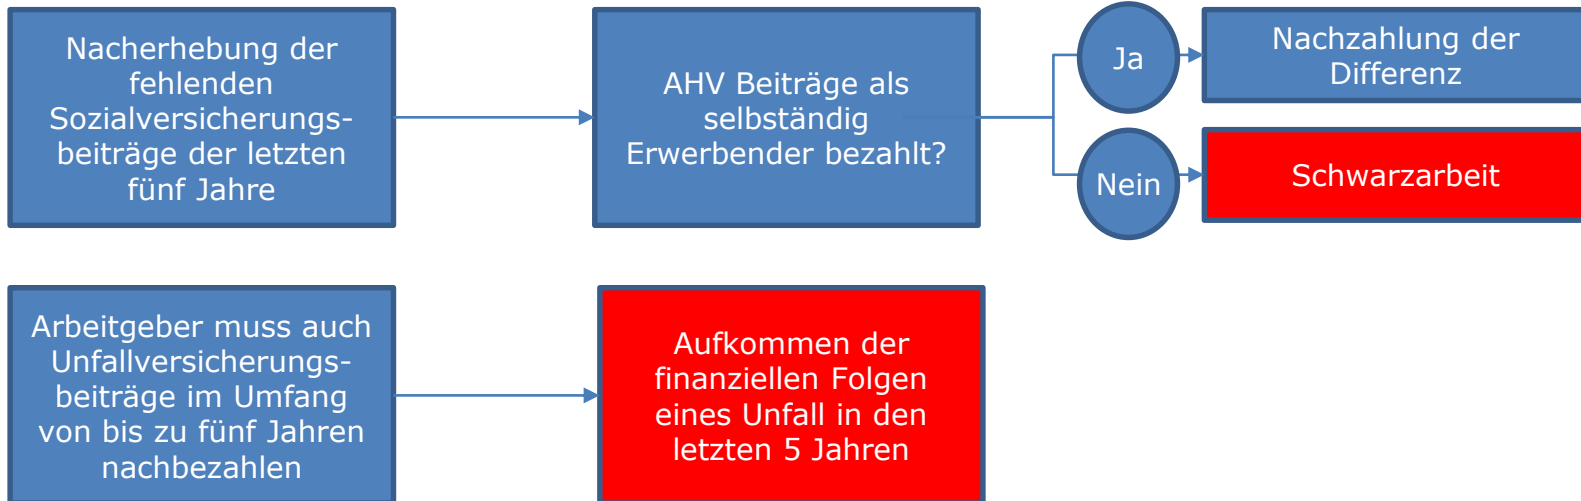 Nacherhebung der
fehlenden
Sozialversicherungs-
beiträge der letzten
fünf Jahre
AHV Beiträge als
selbständig
Erwerbender bezahlt?
Ja
Nachzahlung der
Differenz
Nein
Schwarzarbeit
Arbeitgeber muss auch
Unfallversicherungs-
beiträge im Umfang
von bis zu fünf Jahren
nachbezahlen
Aufkommen der
finanziellen Folgen
eines Unfall in den
letzten 5 Jahren